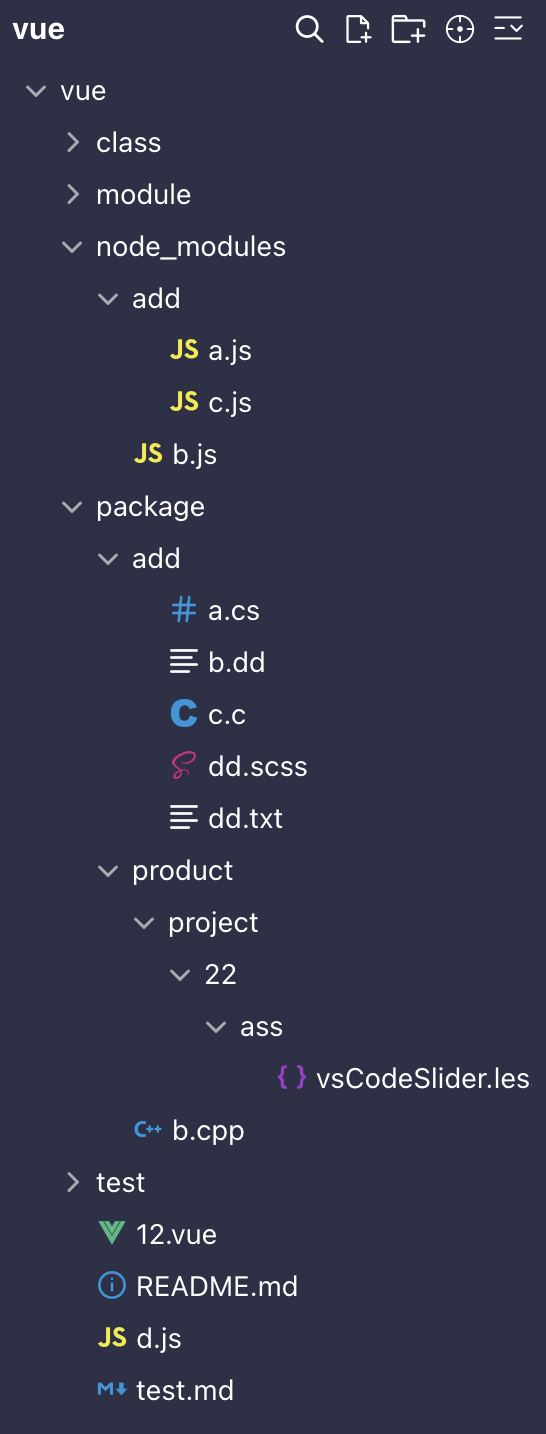 vue
vue
class
module
node_modules
add
JS a.js
JS c.js
JS b.js
package
add
# a.cs
b.dd
C c.c
dd.scss
dd.txt
product
project
22
ass
{ } vsCodeSlider.les
C++ b.cpp
test
12.vue
README.md
JS d.js
M test.md